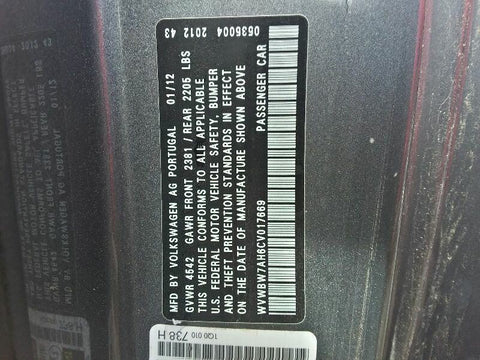 0635004 2012 43
MFD BY VOLKSWAGEN AG PORTUGAL 01/12
GVWR 4542 GAWR FRONT 2381 / REAR 2205 LBS
THIS VEHICLE CONFORMS TO ALL APPLICABLE
FEDERAL MOTOR VEHICLE SAFETY, BUMPER
AND THEFT PREVENTION STANDARDS IN EFFECT
ON THE DATE OF MANUFACTURE SHOWN ABOVE
WVWBW7AH6CV017669 PASSENGER CAR
1Q0 010
738 H